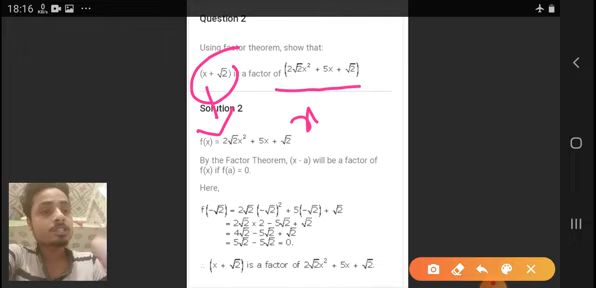 18:16 0 KB/s
Question 2
Using factor theorem, show that:
(x + √2) is a factor of (2√2x² + 5x + √2)
Solution 2
f(x) = 2√2x² + 5x + √2
By the Factor Theorem, (x - a) will be a factor of
f(x) if f(a) = 0.
Here,
f(-√2) = 2√2 (-√2)² + 5(-√2) + √2
= 2√2 × 2 - 5√2 + √2
= 4√2 - 5√2 + √2
= 5√2 - 5√2 = 0.
∴ (x + √2) is a factor of 2√2x² + 5x + √2.